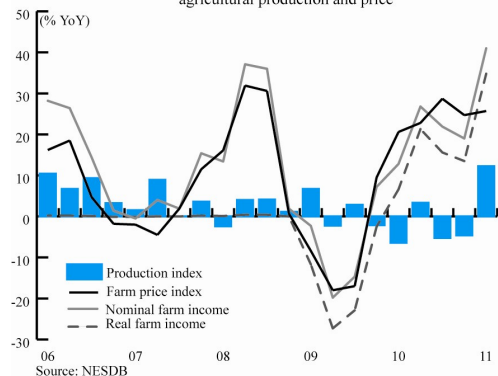 agricultural production and price
50
(% YoY)
40
30
20
10
0
-10
-20
-30
Production index
Farm price index
Nominal farm income
Real farm income
06 07 08 09 10 11
Source: NESDB